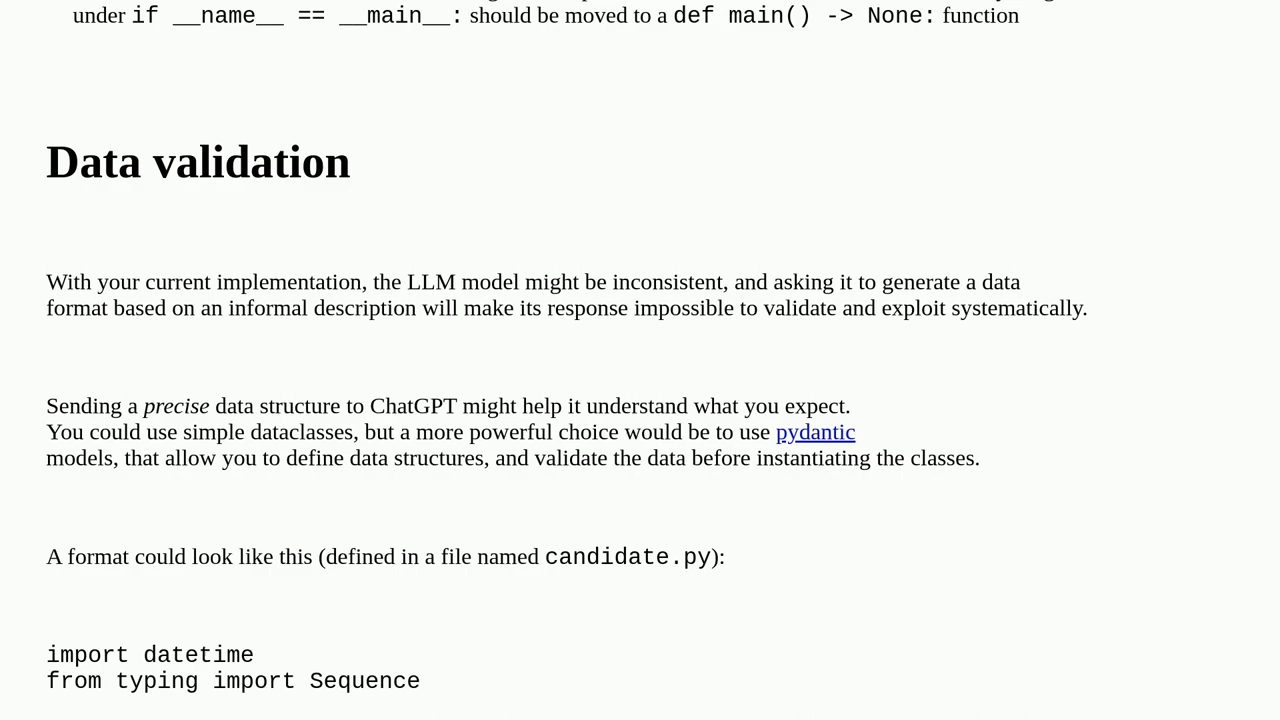 under if __name__ == __main__: should be moved to a def main() -> None: function
Data validation
With your current implementation, the LLM model might be inconsistent, and asking it to generate a data
format based on an informal description will make its response impossible to validate and exploit systematically.
Sending a precise data structure to ChatGPT might help it understand what you expect.
You could use simple dataclasses, but a more powerful choice would be to use pydantic
models, that allow you to define data structures, and validate the data before instantiating the classes.
A format could look like this (defined in a file named candidate.py):
import datetime
from typing import Sequence